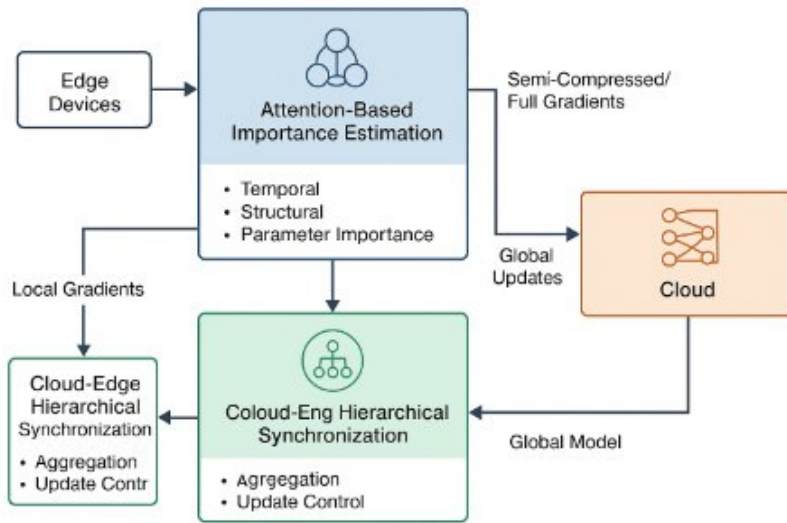 Edge
Devices
Attention-Based
Importance Estimation
• Temporal
• Structural
• Parameter Importance
Semi-Compressed/
Full Gradients
Global
Updates
Cloud
Local Gradients
Cloud-Edge
Hierarchical
Synchronization
• Aggregation
• Update Contr
Coloud-Eng Hierarchical
Synchronization
• Agrgegation
• Update Control
Global Model